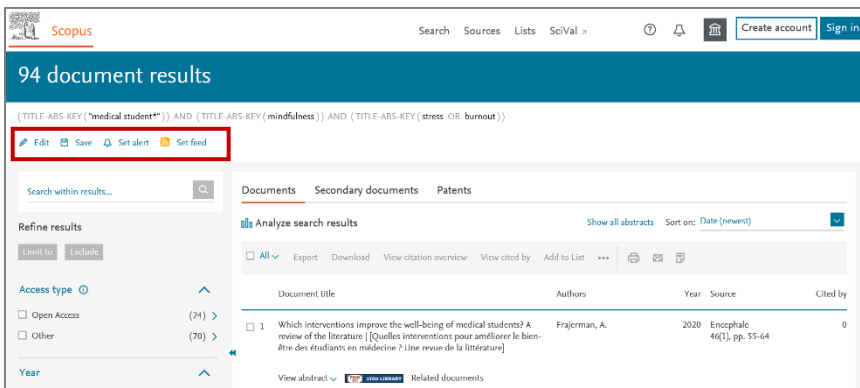 Scopus
Search Sources Lists SciVal
Create account
Sign in
94 document results
(TITLE-ABS-KEY("medical student*")) AND (TITLE-ABS-KEY(mindfulness)) AND (TITLE-ABS-KEY(stress OR burnout))
Edit Save Set alert Set feed
Search within results...
Refine results
Limit to Exclude
Access type
Open Access (24)
Other (70)
Year
Documents Secondary documents Patents
Analyze search results Show all abstracts Sort on: Date (newest)
All Export Download View citation overview View cited by Add to List
Document title Authors Year Source Cited by
1 Which interventions improve the well-being of medical students? A Frajerman, A. 2020 Encephale 0
review of the literature | [Quelles interventions pour améliorer le bien- 46(1), pp. 55-64
être des étudiants en médecine ? Une revue de la littérature]
View abstract VIEW LIBRARY Related documents